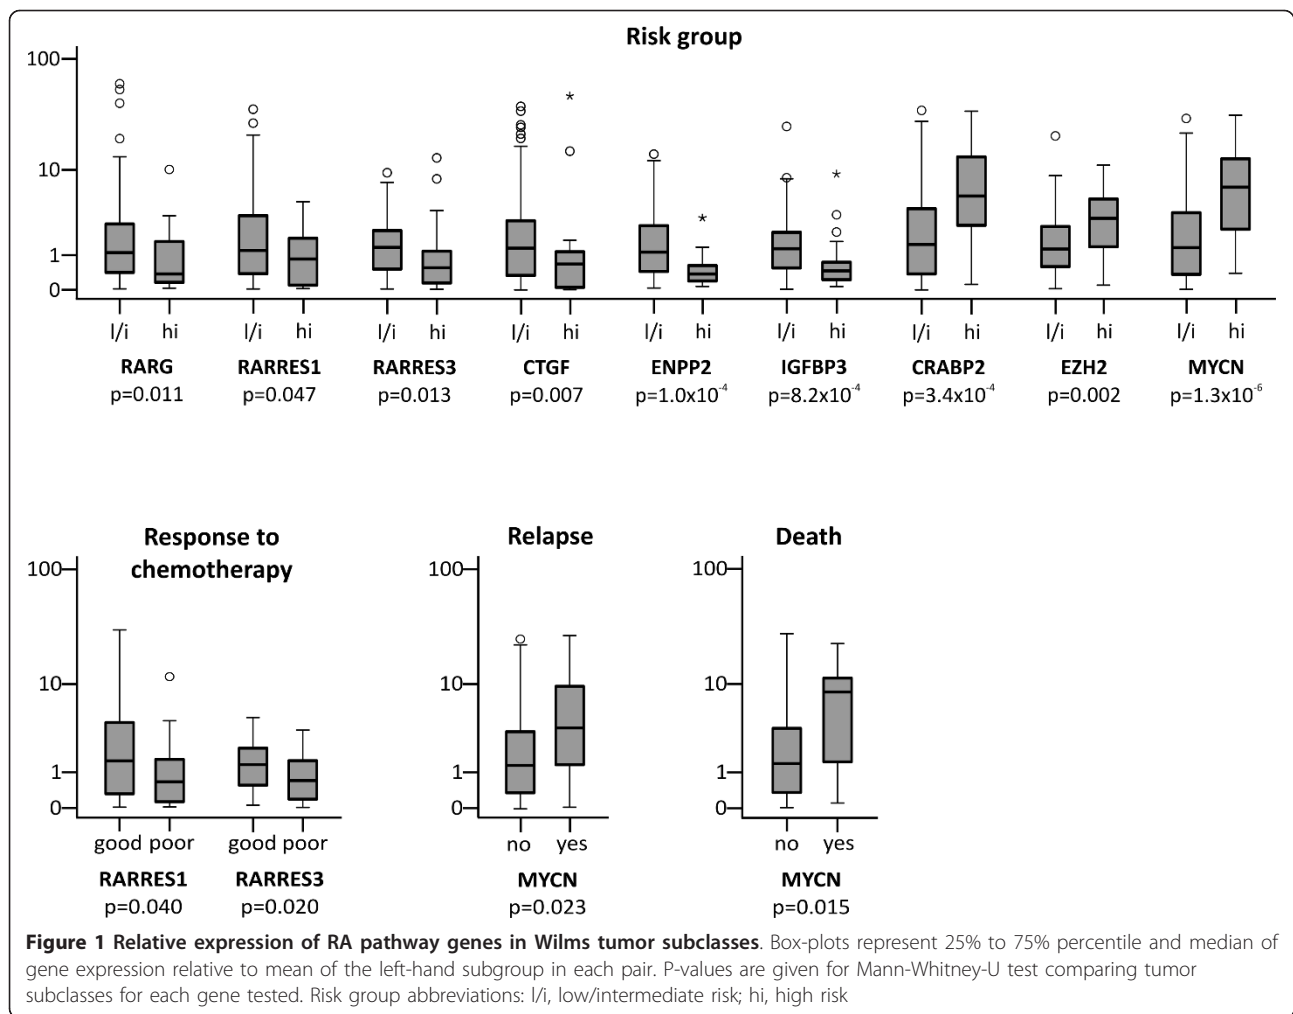 Risk group
100
10
1
0
l/i hi l/i hi l/i hi l/i hi l/i hi l/i hi l/i hi l/i hi l/i hi
RARG RARRES1 RARRES3 CTGF ENPP2 IGFBP3 CRABP2 EZH2 MYCN
p=0.011 p=0.047 p=0.013 p=0.007 p=1.0x10⁻⁴ p=8.2x10⁻⁴ p=3.4x10⁻⁴ p=0.002 p=1.3x10⁻⁶
Response to
chemotherapy
100
10
1
0
good poor good poor
RARRES1 RARRES3
p=0.040 p=0.020
Relapse
100
10
1
0
no yes
MYCN
p=0.023
Death
100
10
1
0
no yes
MYCN
p=0.015
Figure 1 Relative expression of RA pathway genes in Wilms tumor subclasses. Box-plots represent 25% to 75% percentile and median of
gene expression relative to mean of the left-hand subgroup in each pair. P-values are given for Mann-Whitney-U test comparing tumor
subclasses for each gene tested. Risk group abbreviations: l/i, low/intermediate risk; hi, high risk